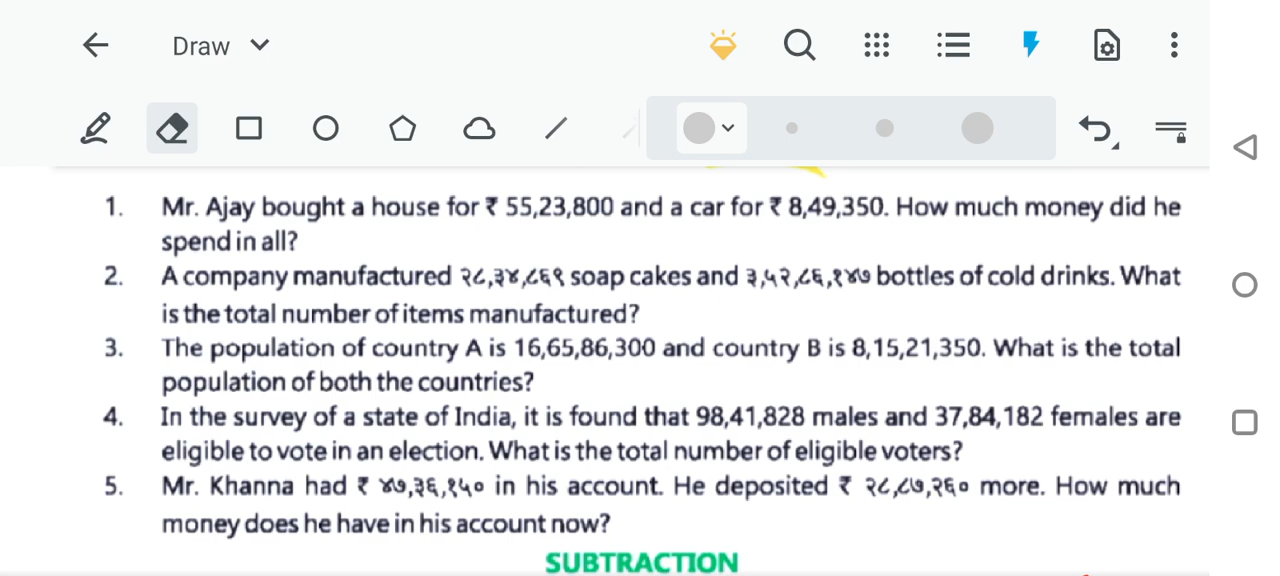 Draw
1. Mr. Ajay bought a house for ₹ 55,23,800 and a car for ₹ 8,49,350. How much money did he
spend in all?
2. A company manufactured २८,३४,८६१ soap cakes and ३,५२,८६,१४७ bottles of cold drinks. What
is the total number of items manufactured?
3. The population of country A is 16,65,86,300 and country B is 8,15,21,350. What is the total
population of both the countries?
4. In the survey of a state of India, it is found that 98,41,828 males and 37,84,182 females are
eligible to vote in an election. What is the total number of eligible voters?
5. Mr. Khanna had ₹ ४७,३६,१५० in his account. He deposited ₹ २८,८७,२६० more. How much
money does he have in his account now?
SUBTRACTION